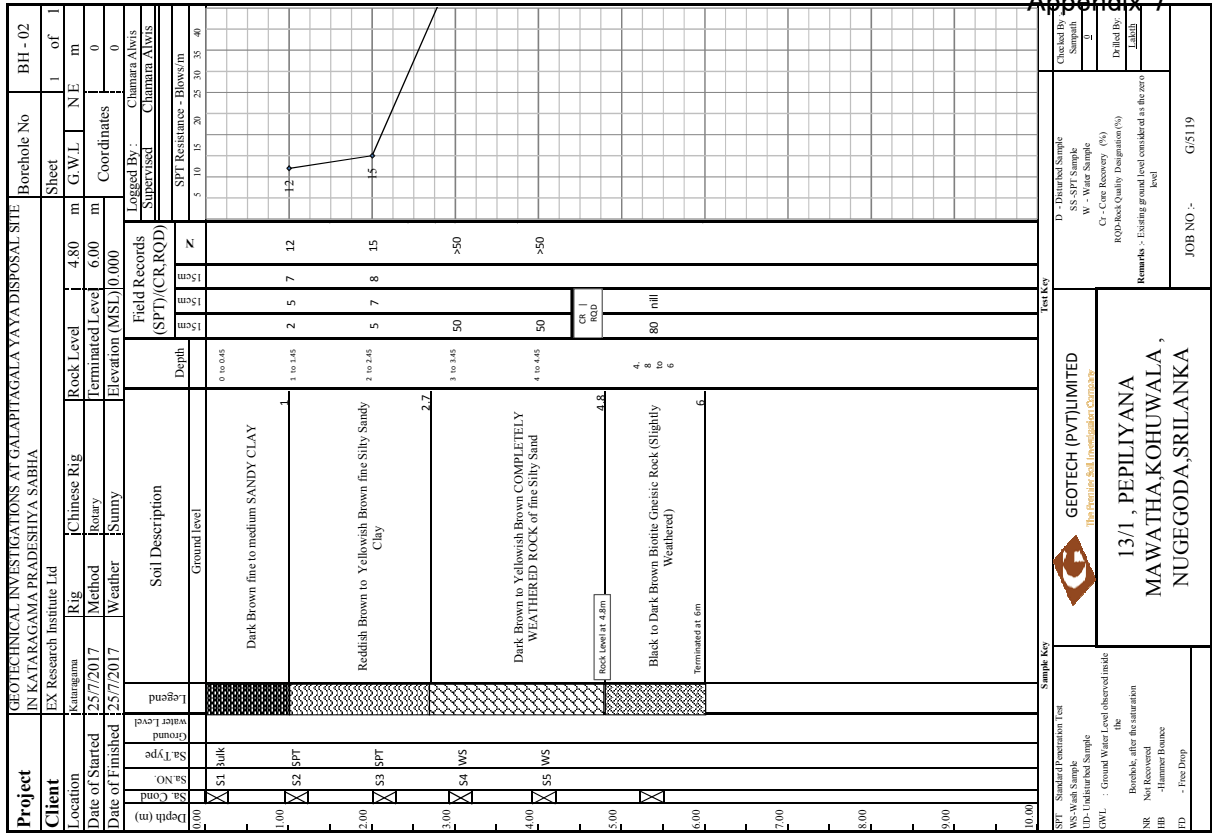 Appendix 7
Project GEOTECHNICAL INVESTIGATIONS AT GALAPITAGALA YAYA DISPOSAL SITE IN KATARAGAMA PRADESHIYA SABHA
Borehole No BH - 02
Client EX Research Institute Ltd
Sheet 1 of 1
Location Kataragama Rig Chinese Rig Rock Level 4.80 m G.W.L NE m
Date of Started 25/7/2017 Method Rotary Terminated Level 6.00 m Coordinates 0
Date of Finished 25/7/2017 Weather Sunny Elevation (MSL) 0.000 0
Logged By : Chamara Alwis
Supervised Chamara Alwis
Depth (m)
Sa. Cond
Sa.NO.
Sa.Type
Ground water Level
Legend
Soil Description
Depth
Field Records (SPT)/(CR,RQD)
15cm 15cm 15cm N
SPT Resistance - Blows/m
5 10 15 20 25 30 35 40
Ground level
0.00
S1 Bulk
Dark Brown fine to medium SANDY CLAY
0 to 0.45
1
1.00
S2 SPT
1 to 1.45
2 5 7 12
12
Reddish Brown to Yellowish Brown fine Silty Sandy Clay
2.00
S3 SPT
2 to 2.45
5 7 8 15
15
2.7
3.00
S4 WS
3 to 3.45
50 >50
Dark Brown to Yellowish Brown COMPLETELY WEATHERED ROCK of fine Silty Sand
4.00
S5 WS
4 to 4.45
50 >50
Rock Level at 4.8m
4.8
CR | RQD
5.00
Black to Dark Brown Biotite Gneisic Rock (Slightly Weathered)
4.8 to 6
80 nill
Terminated at 6m
6
6.00
7.00
8.00
9.00
10.00
Sample Key
Test Key
SPT Standard Penetration Test
WS-Wash Sample
UD- Undisturbed Sample
GWL : Ground Water Level observed inside the
Borehole, after the saturation
NR Not Recovered
HB -Hammer Bounce
FD - Free Drop
GEOTECH (PVT)LIMITED
The Premier Soil Investigation Company
13/1 , PEPILIYANA
MAWATHA,KOHUWALA ,
NUGEGODA,SRILANKA
D - Disturbed Sample
SS -SPT Sample
W - Water Sample
Cr - Core Recovery (%)
RQD-Rock Quality Designation (%)
Remarks :- Existing ground level considered as the zero level
JOB NO :- G/5119
Checked By
Sampath
0
Drilled By:
Laloth